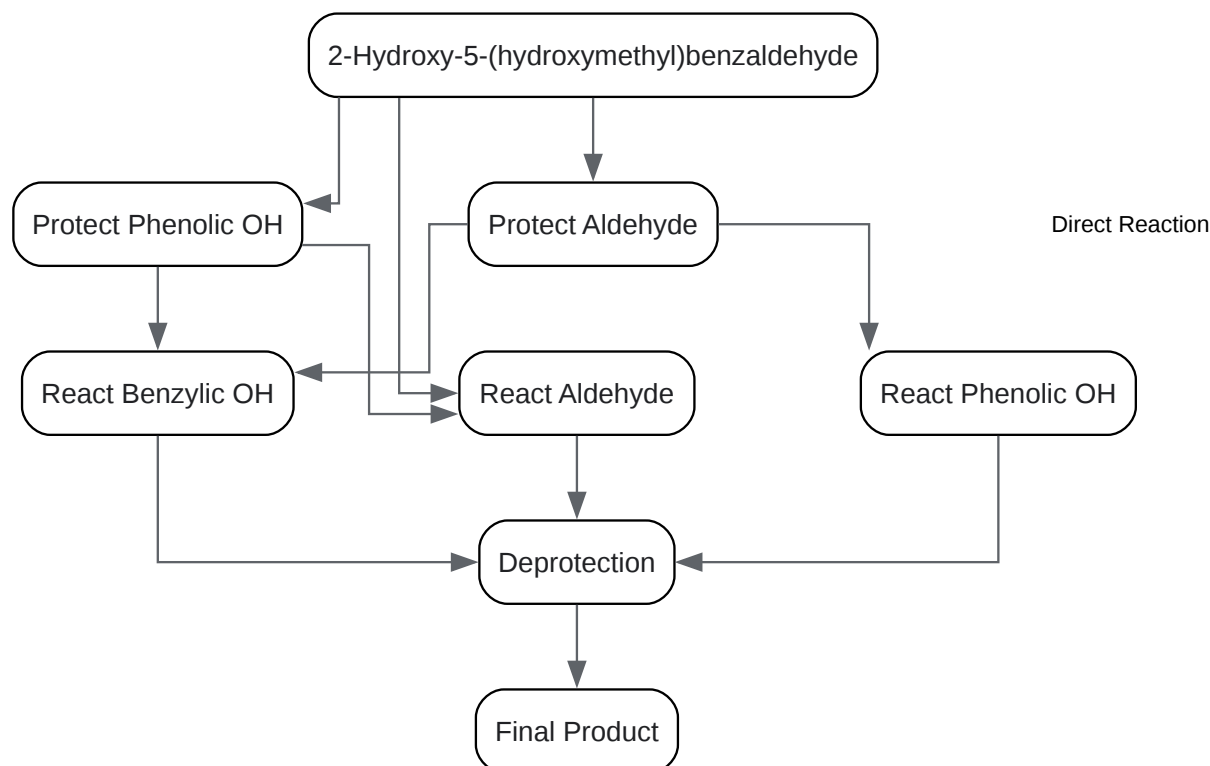 2-Hydroxy-5-(hydroxymethyl)benzaldehyde
Protect Phenolic OH
Protect Aldehyde
Direct Reaction
React Benzylic OH
React Aldehyde
React Phenolic OH
Deprotection
Final Product